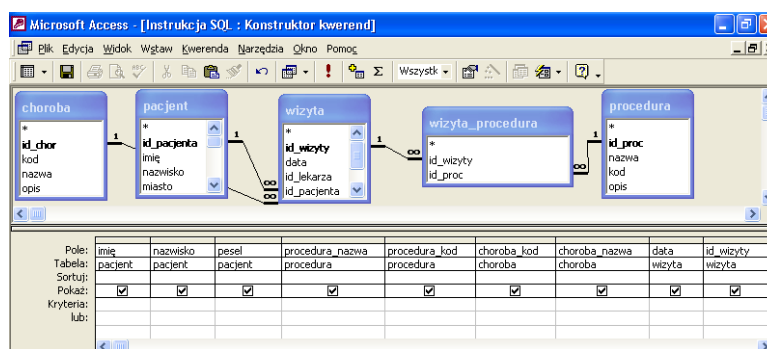 Microsoft Access - [Instrukcja SQL : Konstruktor kwerend]
Plik Edycja Widok Wstaw Kwerenda Narzędzia Okno Pomoc
Wszystk
choroba
*
id_chor
kod
nazwa
opis
pacjent
*
id_pacjenta
imię
nazwisko
miasto
wizyta
*
id_wizyty
data
id_lekarza
id_pacjenta
wizyta_procedura
*
id_wizyty
id_proc
procedura
*
id_proc
nazwa
kod
opis
1 1 ∞ ∞ 1 ∞ 1 ∞
Pole: imię nazwisko pesel procedura_nazwa procedura_kod choroba_kod choroba_nazwa data id_wizyty
Tabela: pacjent pacjent pacjent procedura procedura choroba choroba wizyta wizyta
Sortuj:
Pokaż:
Kryteria:
lub: